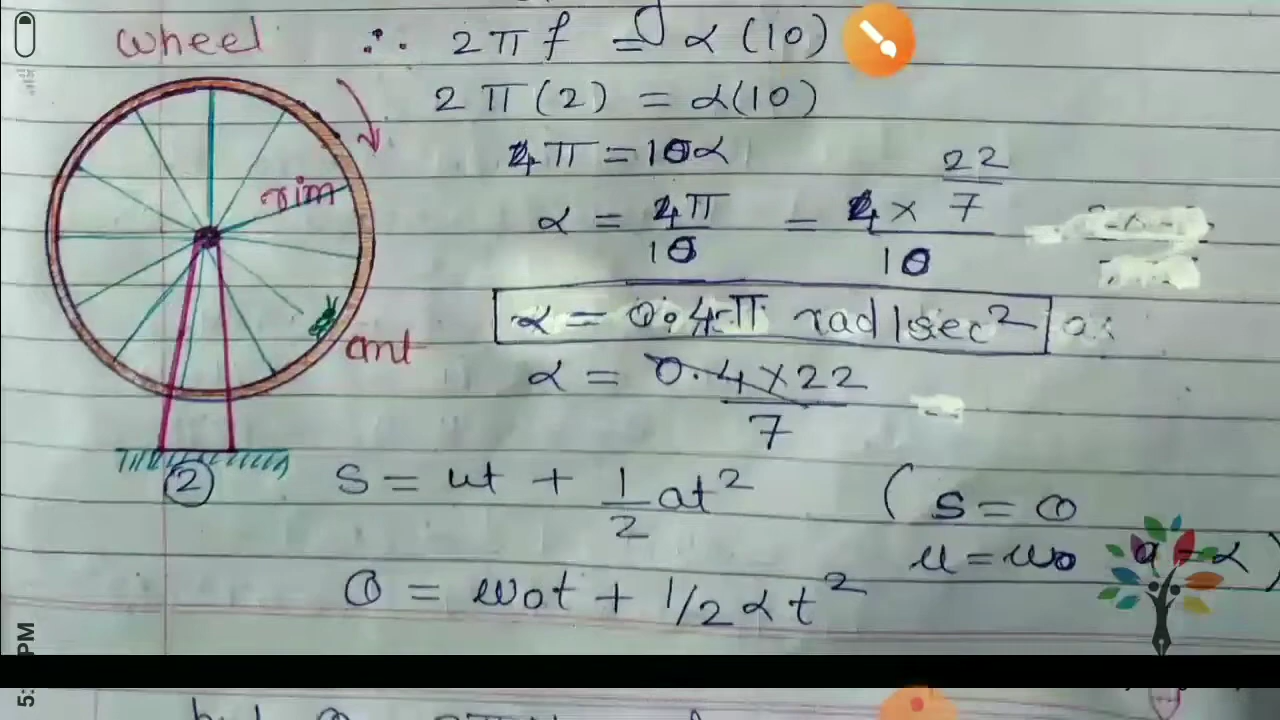 wheel
∴ 2πf = α(10)
2π(2) = α(10)
4π = 10α
α = 4π/10 = 4 × 22/7 / 10
rim
α = 0.4π rad/sec²
ant
α = 0.4×22/7
② S = ut + 1/2 at² (S = θ
u = ω0 a = α)
θ = ω0t + 1/2 αt²
PM